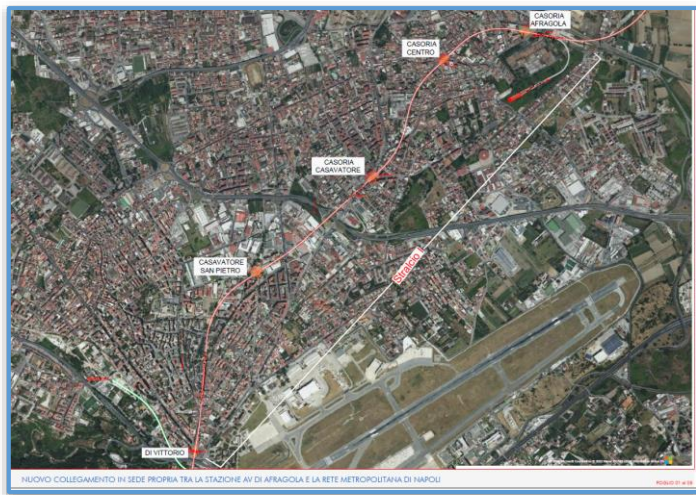 CASORIA
AFRAGOLA
CASORIA
CENTRO
CASORIA
CASAVATORE
CASAVATORE
SAN PIETRO
Stralcio 1
DI VITTORIO
NUOVO COLLEGAMENTO IN SEDE PROPRIA TRA LA STAZIONE AV DI AFRAGOLA E LA RETE METROPOLITANA DI NAPOLI